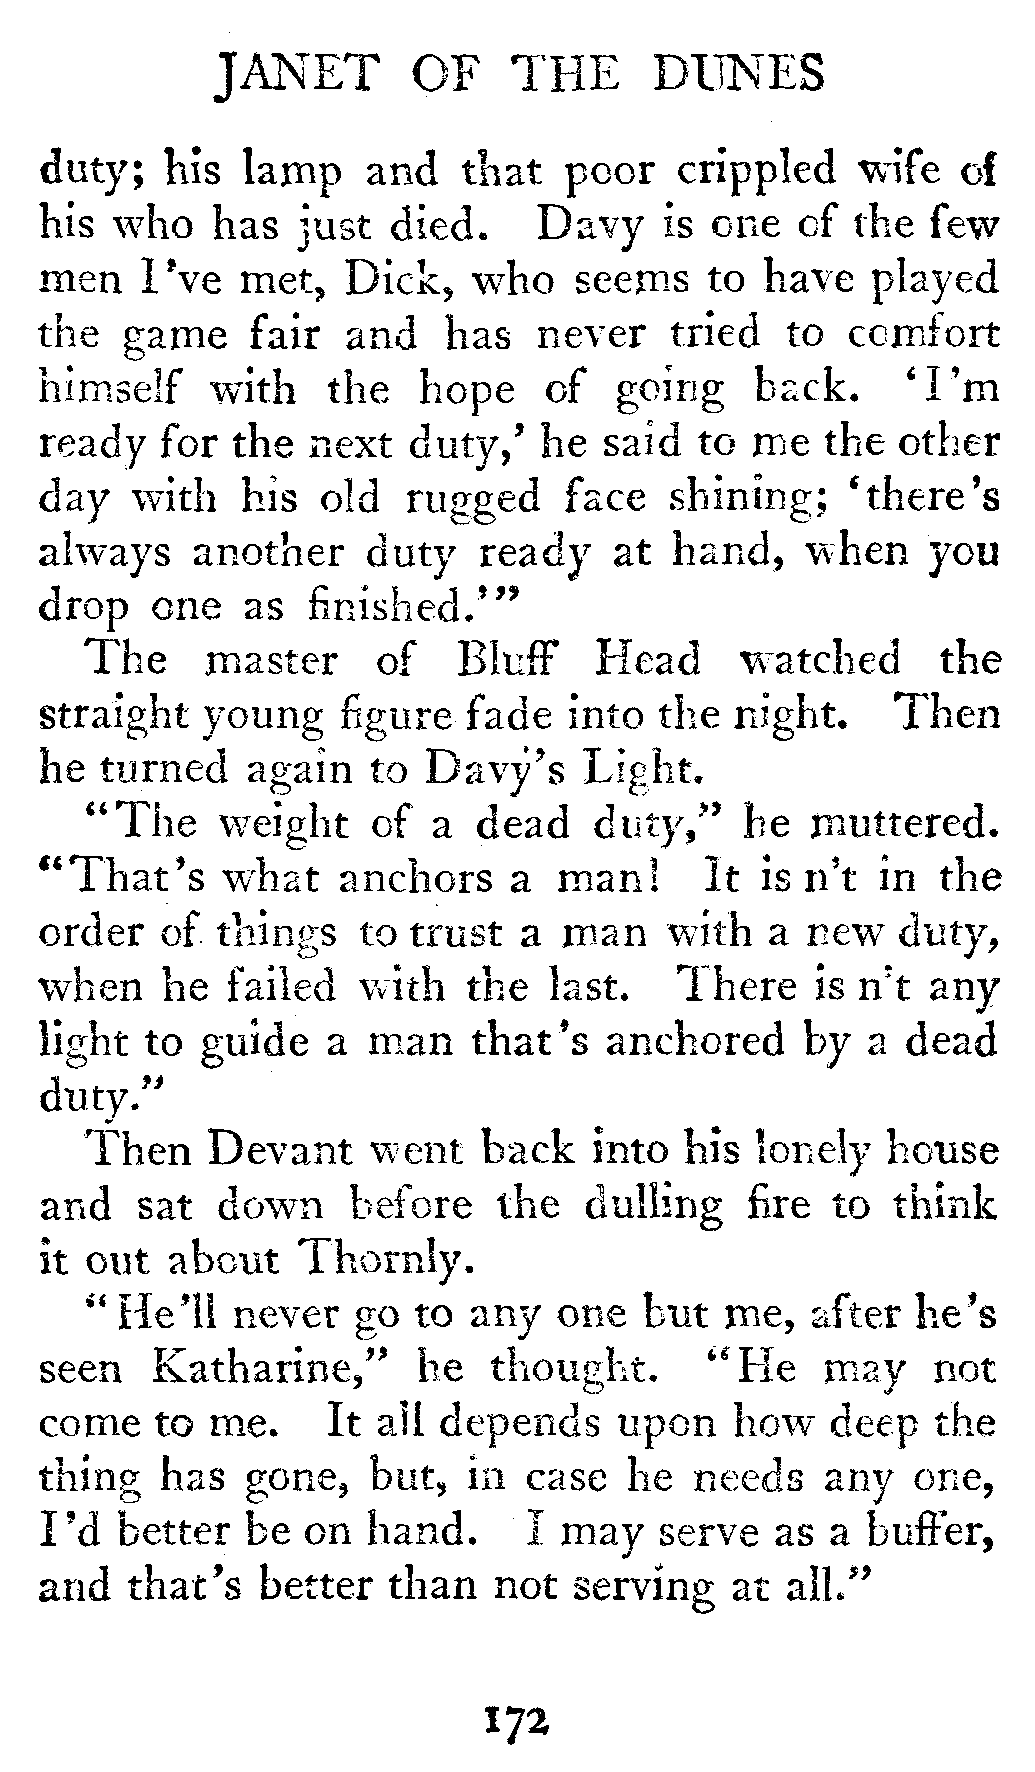 JANET OF THE DUNES
duty; his lamp and that poor crippled wife of
his who has just died. Davy is one of the few
men I've met, Dick, who seems to have played
the game fair and has never tried to comfort
himself with the hope of going back. 'I'm
ready for the next duty,' he said to me the other
day with his old rugged face shining; 'there's
always another duty ready at hand, when you
drop one as finished.'"
The master of Bluff Head watched the
straight young figure fade into the night. Then
he turned again to Davy's Light.
"The weight of a dead duty," he muttered.
"That's what anchors a man! It is n't in the
order of things to trust a man with a new duty,
when he failed with the last. There is n't any
light to guide a man that's anchored by a dead
duty."
Then Devant went back into his lonely house
and sat down before the dulling fire to think
it out about Thornly.
"He'll never go to any one but me, after he's
seen Katharine," he thought. "He may not
come to me. It all depends upon how deep the
thing has gone, but, in case he needs any one,
I'd better be on hand. I may serve as a buffer,
and that's better than not serving at all."
172